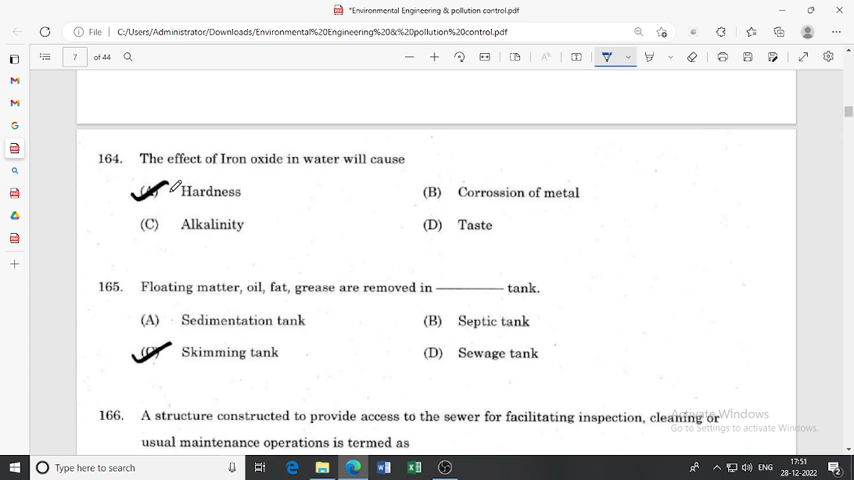 *Environmental Engineering & pollution control.pdf
File C:/Users/Administrator/Downloads/Environmental%20Engineering%20&%20pollution%20control.pdf
7 of 44
164. The effect of Iron oxide in water will cause
(A) Hardness (B) Corrossion of metal
(C) Alkalinity (D) Taste
165. Floating matter, oil, fat, grease are removed in ———— tank.
(A) Sedimentation tank (B) Septic tank
(C) Skimming tank (D) Sewage tank
166. A structure constructed to provide access to the sewer for facilitating inspection, cleaning or
usual maintenance operations is termed as
Activate Windows
Go to Settings to activate Windows.
Type here to search
ENG
17:51
28-12-2022
2